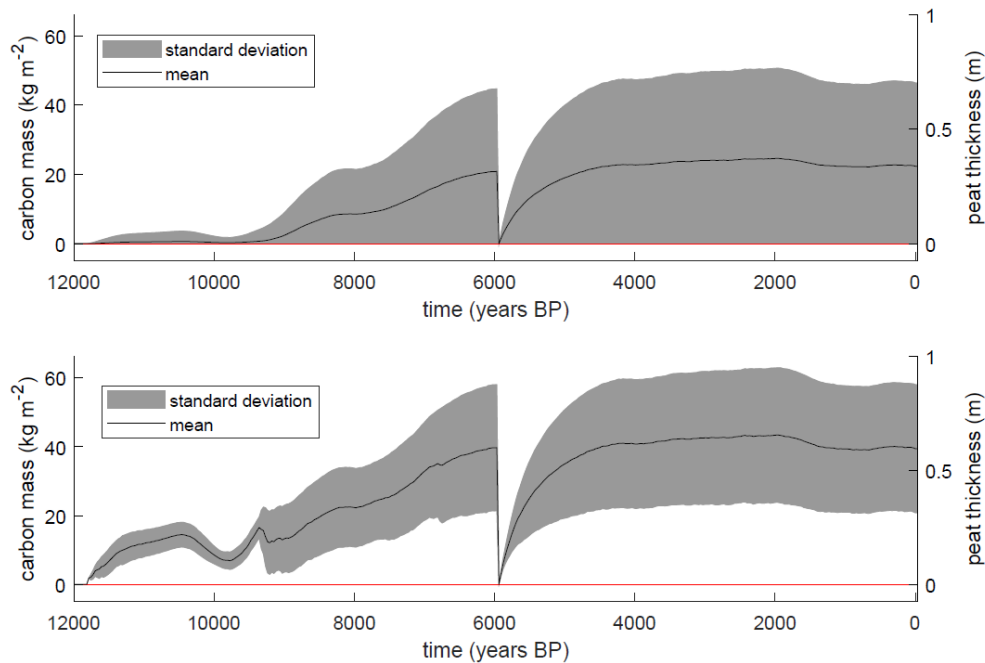 60
40
20
0
carbon mass (kg m-2)
standard deviation
mean
1
0.5
0
peat thickness (m)
12000 10000 8000 6000 4000 2000 0
time (years BP)
60
40
20
0
carbon mass (kg m-2)
standard deviation
mean
1
0.5
0
peat thickness (m)
12000 10000 8000 6000 4000 2000 0
time (years BP)